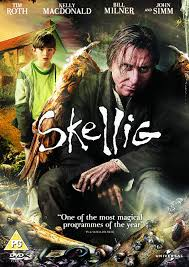 TIM ROTH
KELLY MACDONALD
BILL MILNER
AND JOHN SIMM
SKELLIG
"One of the most magical programmes of the year"
PG
DVD
UNIVERSAL